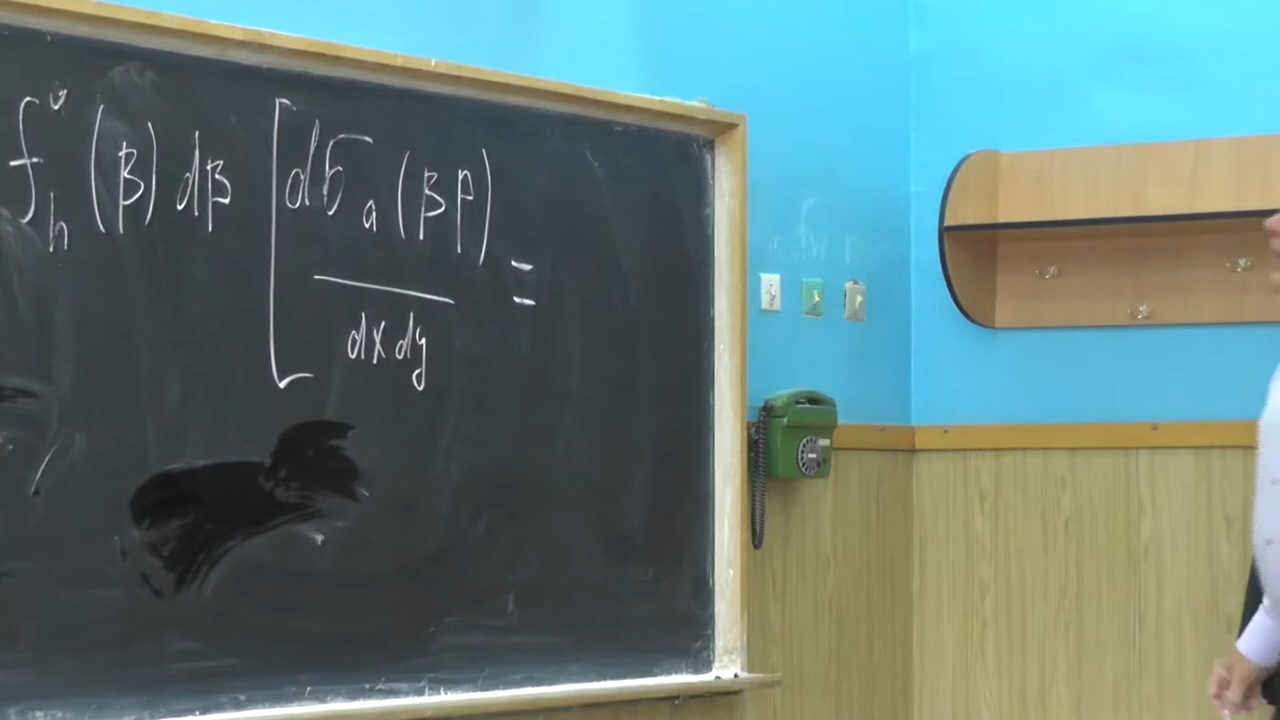 f_h^u (β) dβ [ dσ_a (βp) / dx dy =